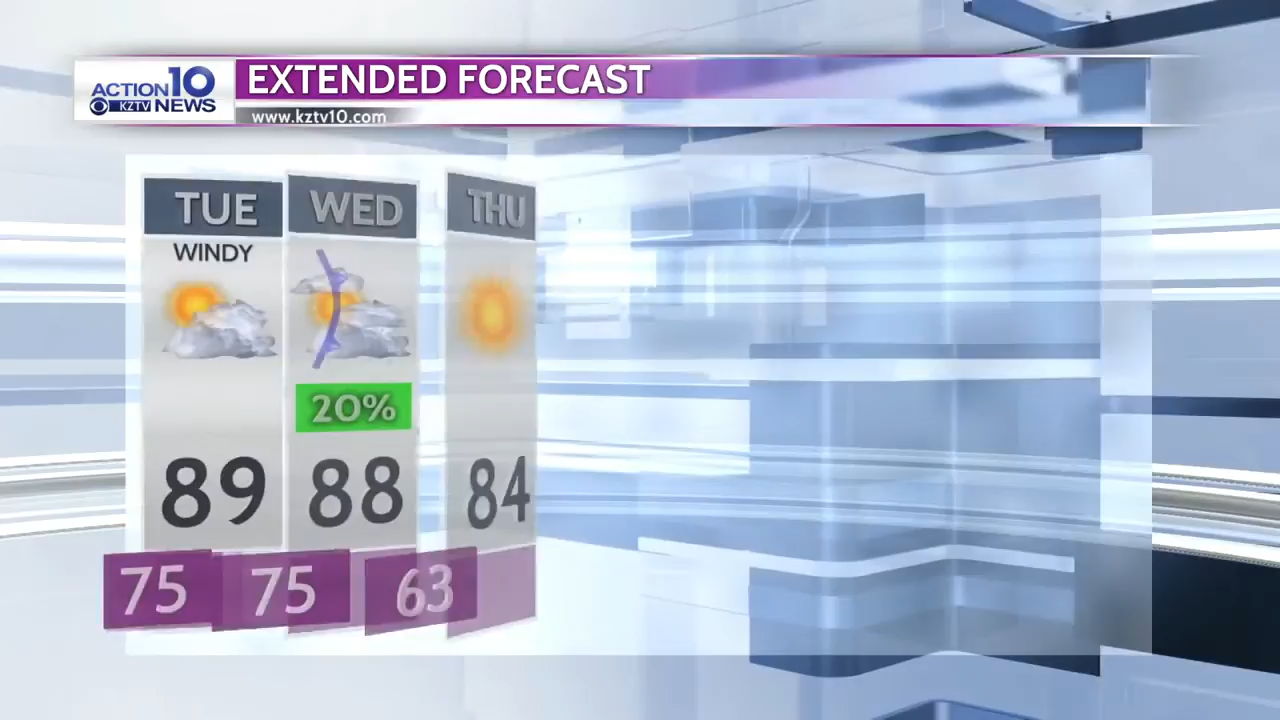 ACTION 10
KZTV NEWS
EXTENDED FORECAST
www.kztv10.com
TUE WED THU
WINDY
20%
89 88 84
75 75 63